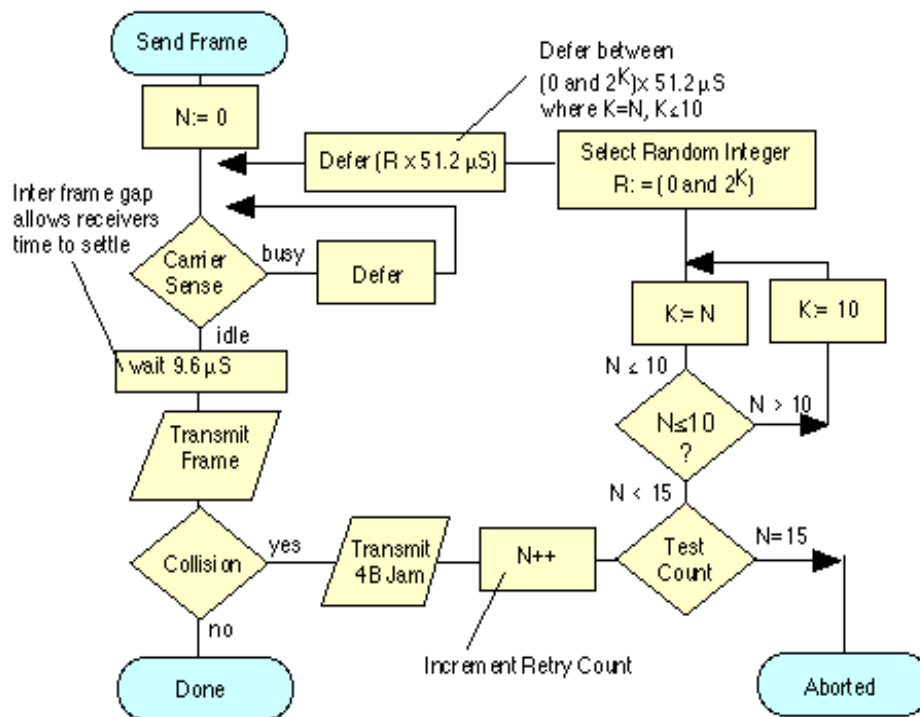 Send Frame
N:= 0
Defer between
(0 and 2^K)x 51.2 µS
where K=N, K≤10
Defer (R x 51.2 µS)
Select Random Integer
R: = (0 and 2^K)
Inter frame gap
allows receivers
time to settle
Carrier
Sense
busy
Defer
idle
wait 9.6 µS
K:= N
K:= 10
N ≤ 10
N > 10
N≤10
?
N < 15
Transmit
Frame
Collision
yes
Transmit
4B Jam
N++
Test
Count
N=15
no
Increment Retry Count
Done
Aborted